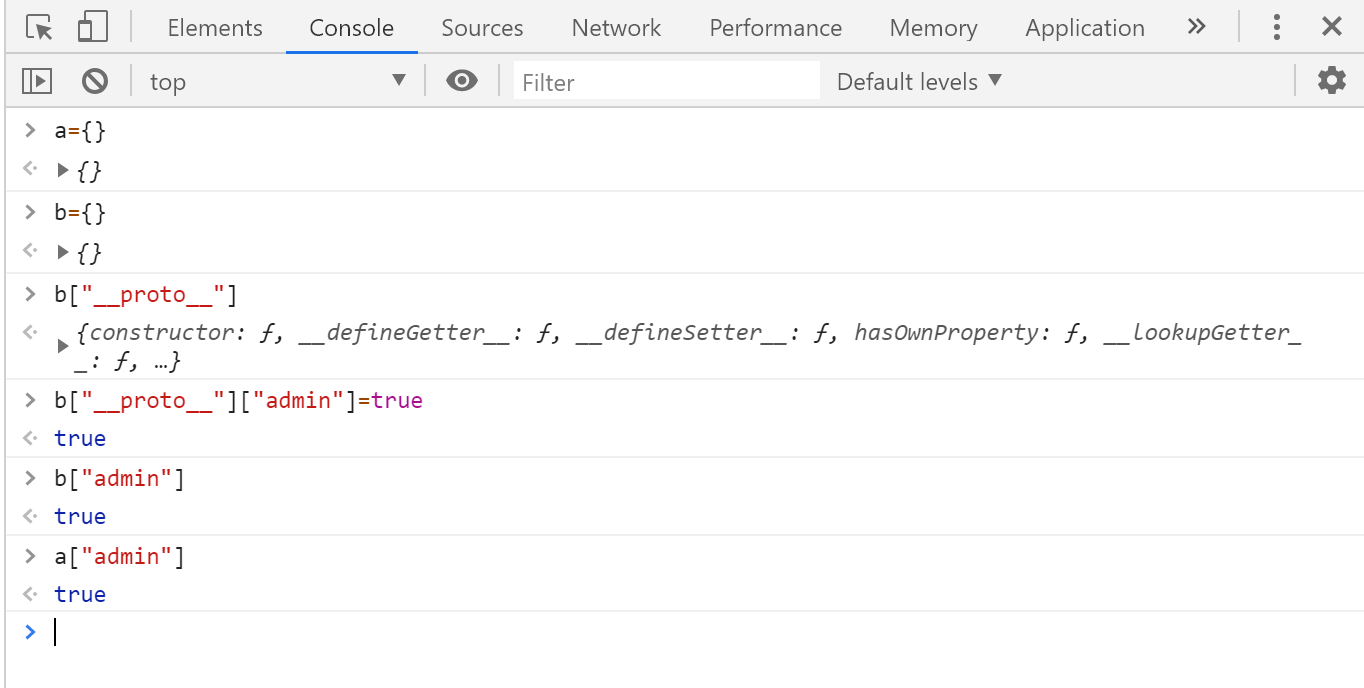 Elements Console Sources Network Performance Memory Application
top Filter Default levels
a={}
{}
b={}
{}
b["__proto__"]
{constructor: ƒ, __defineGetter__: ƒ, __defineSetter__: ƒ, hasOwnProperty: ƒ, __lookupGetter_
_: ƒ, …}
b["__proto__"]["admin"]=true
true
b["admin"]
true
a["admin"]
true